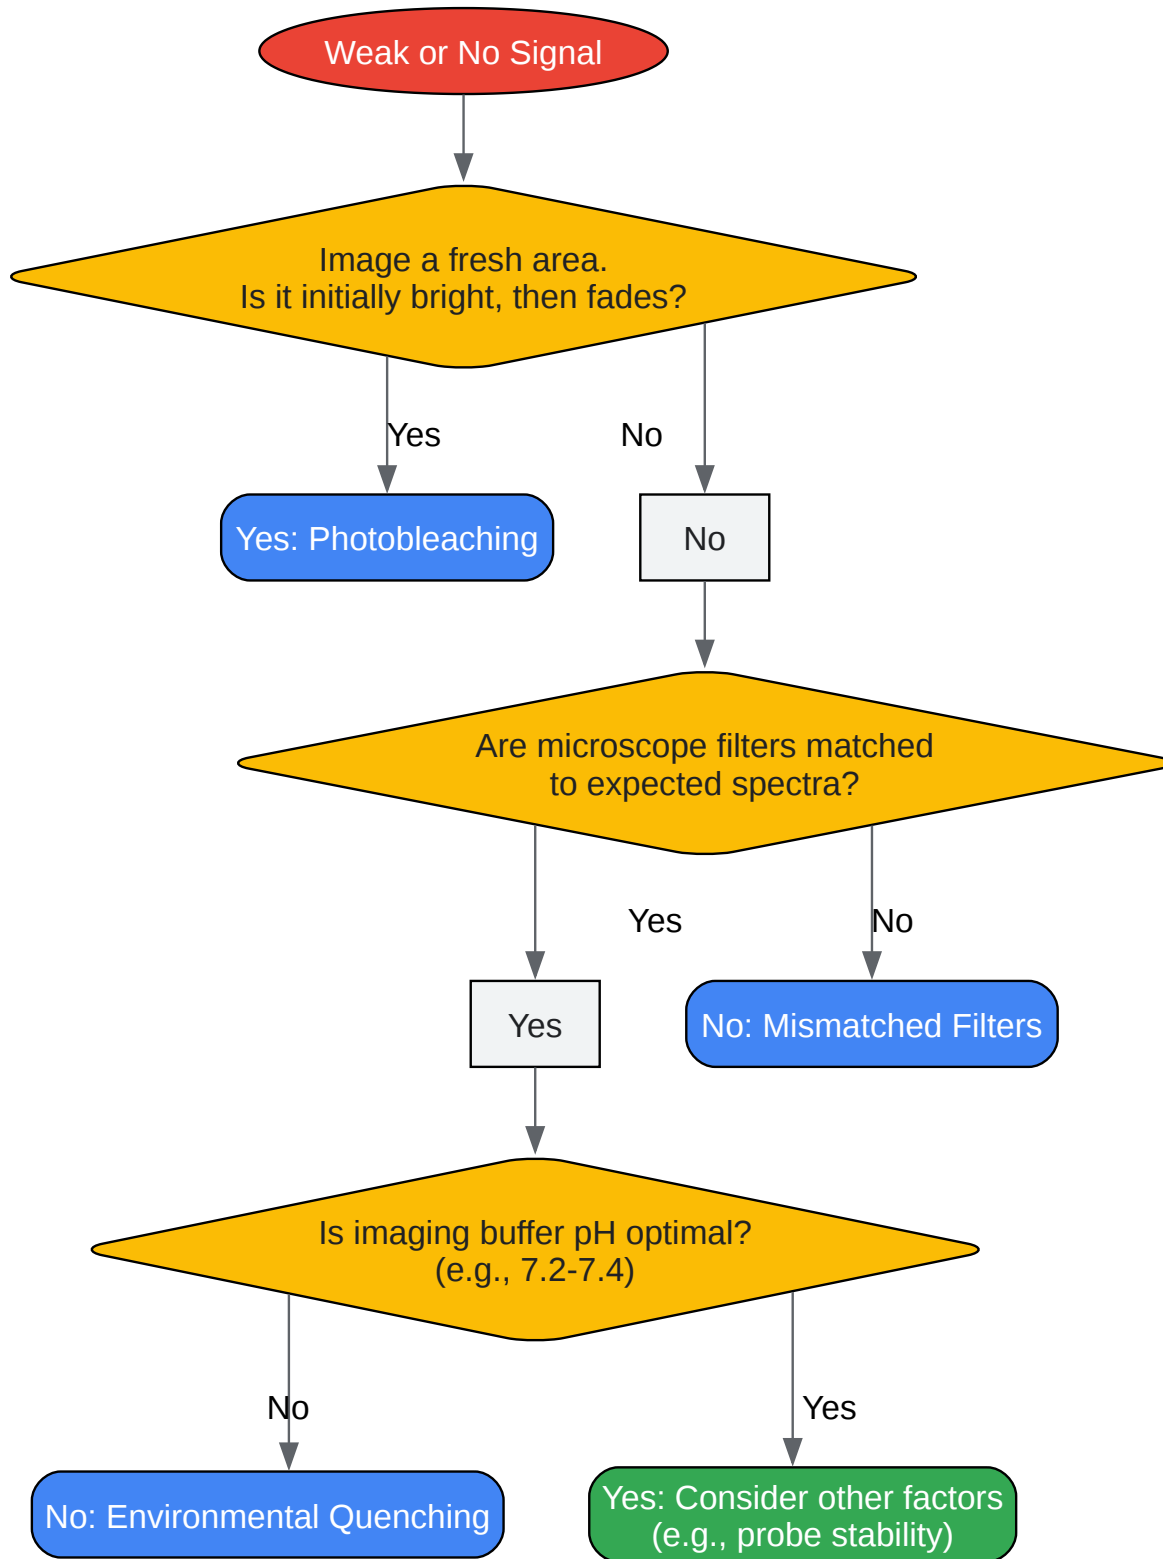 Weak or No Signal
Image a fresh area.
Is it initially bright, then fades?
Yes
No
Yes: Photobleaching
No
Are microscope filters matched
to expected spectra?
Yes
No
Yes
No: Mismatched Filters
Is imaging buffer pH optimal?
(e.g., 7.2-7.4)
No
Yes
No: Environmental Quenching
Yes: Consider other factors
(e.g., probe stability)